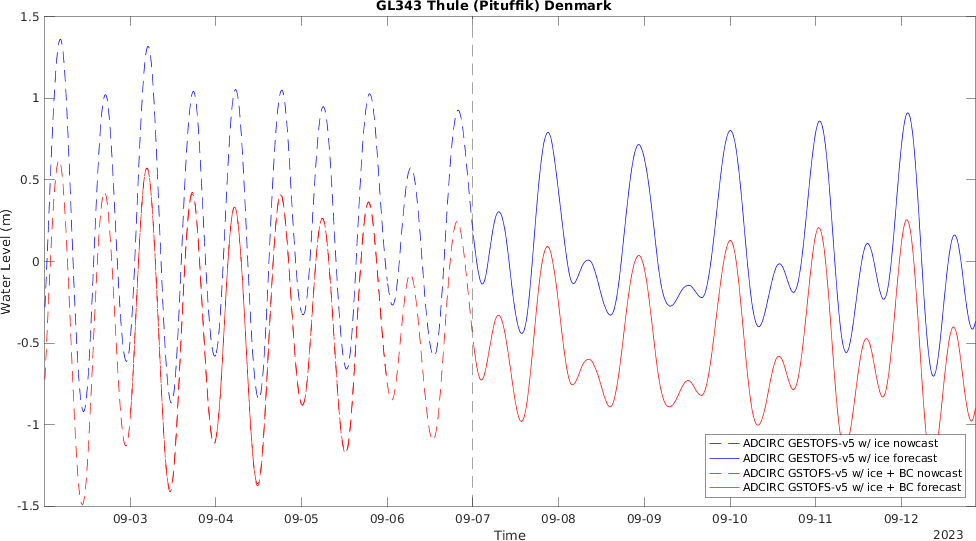 GL343 Thule (Pituffik) Denmark
1.5
1
0.5
0
-0.5
-1
-1.5
Water Level (m)
ADCIRC GESTOFS-v5 w/ ice nowcast
ADCIRC GESTOFS-v5 w/ ice forecast
ADCIRC GSTOFS-v5 w/ ice + BC nowcast
ADCIRC GSTOFS-v5 w/ ice + BC forecast
09-03 09-04 09-05 09-06 09-07 09-08 09-09 09-10 09-11 09-12
Time
2023